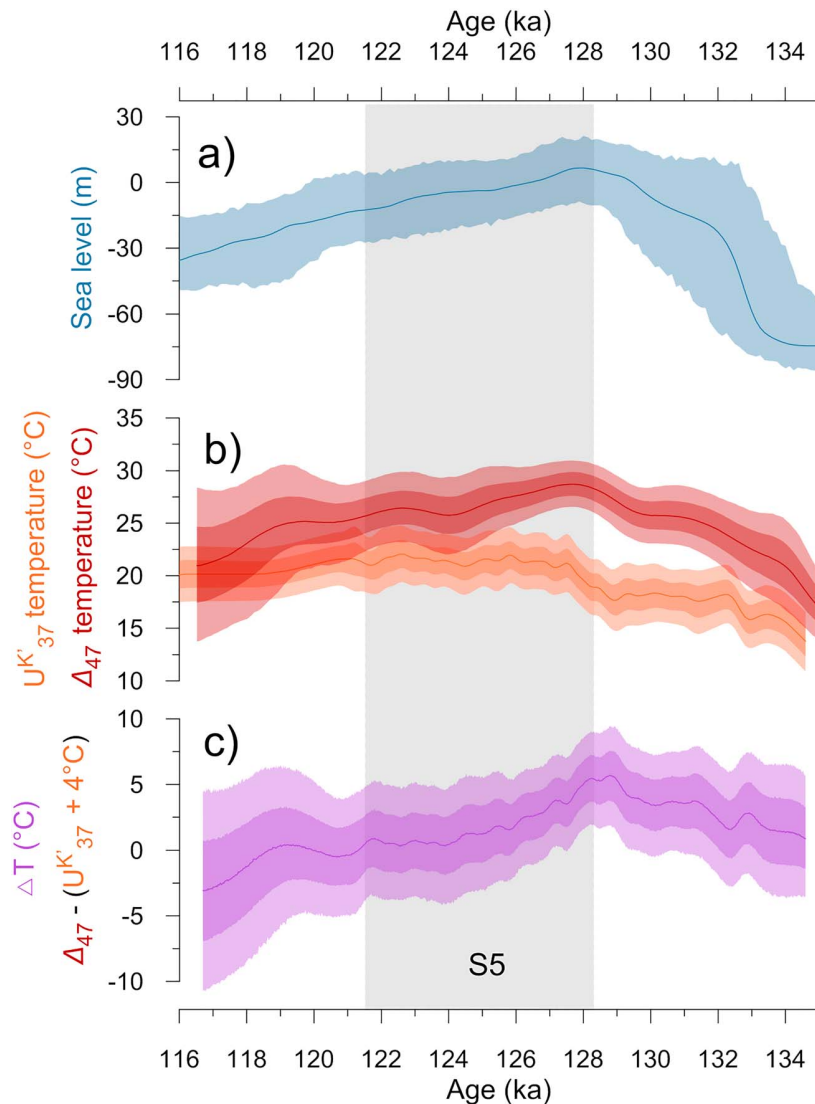 Age (ka)
116 118 120 122 124 126 128 130 132 134
a)
Sea level (m)
30
0
-30
-60
-90
b)
U^K'_37 temperature (°C)
Δ_47 temperature (°C)
35
30
25
20
15
10
c)
△T (°C)
Δ_47 - (U^K'_37 + 4°C)
10
5
0
-5
-10
S5
116 118 120 122 124 126 128 130 132 134
Age (ka)